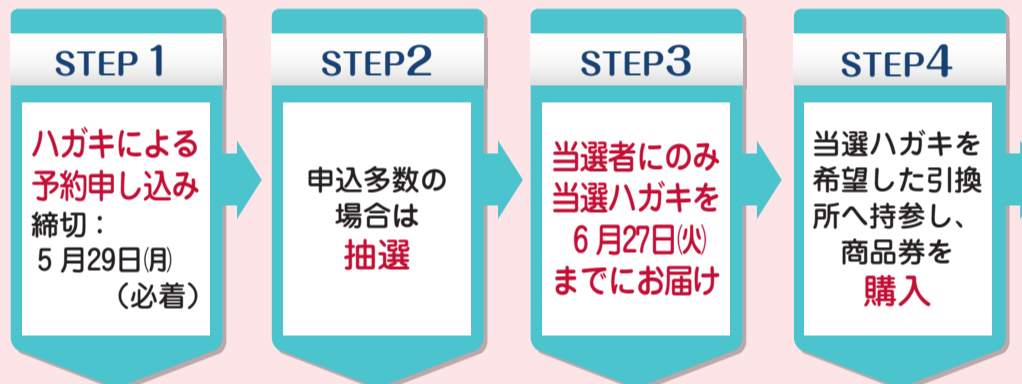 STEP 1
ハガキによる
予約申し込み
締切：
5月29日㈪
（必着）
STEP2
申込多数の
場合は
抽選
STEP3
当選者にのみ
当選ハガキを
6月27日㈫
までにお届け
STEP4
当選ハガキを
希望した引換
所へ持参し、
商品券を
購入